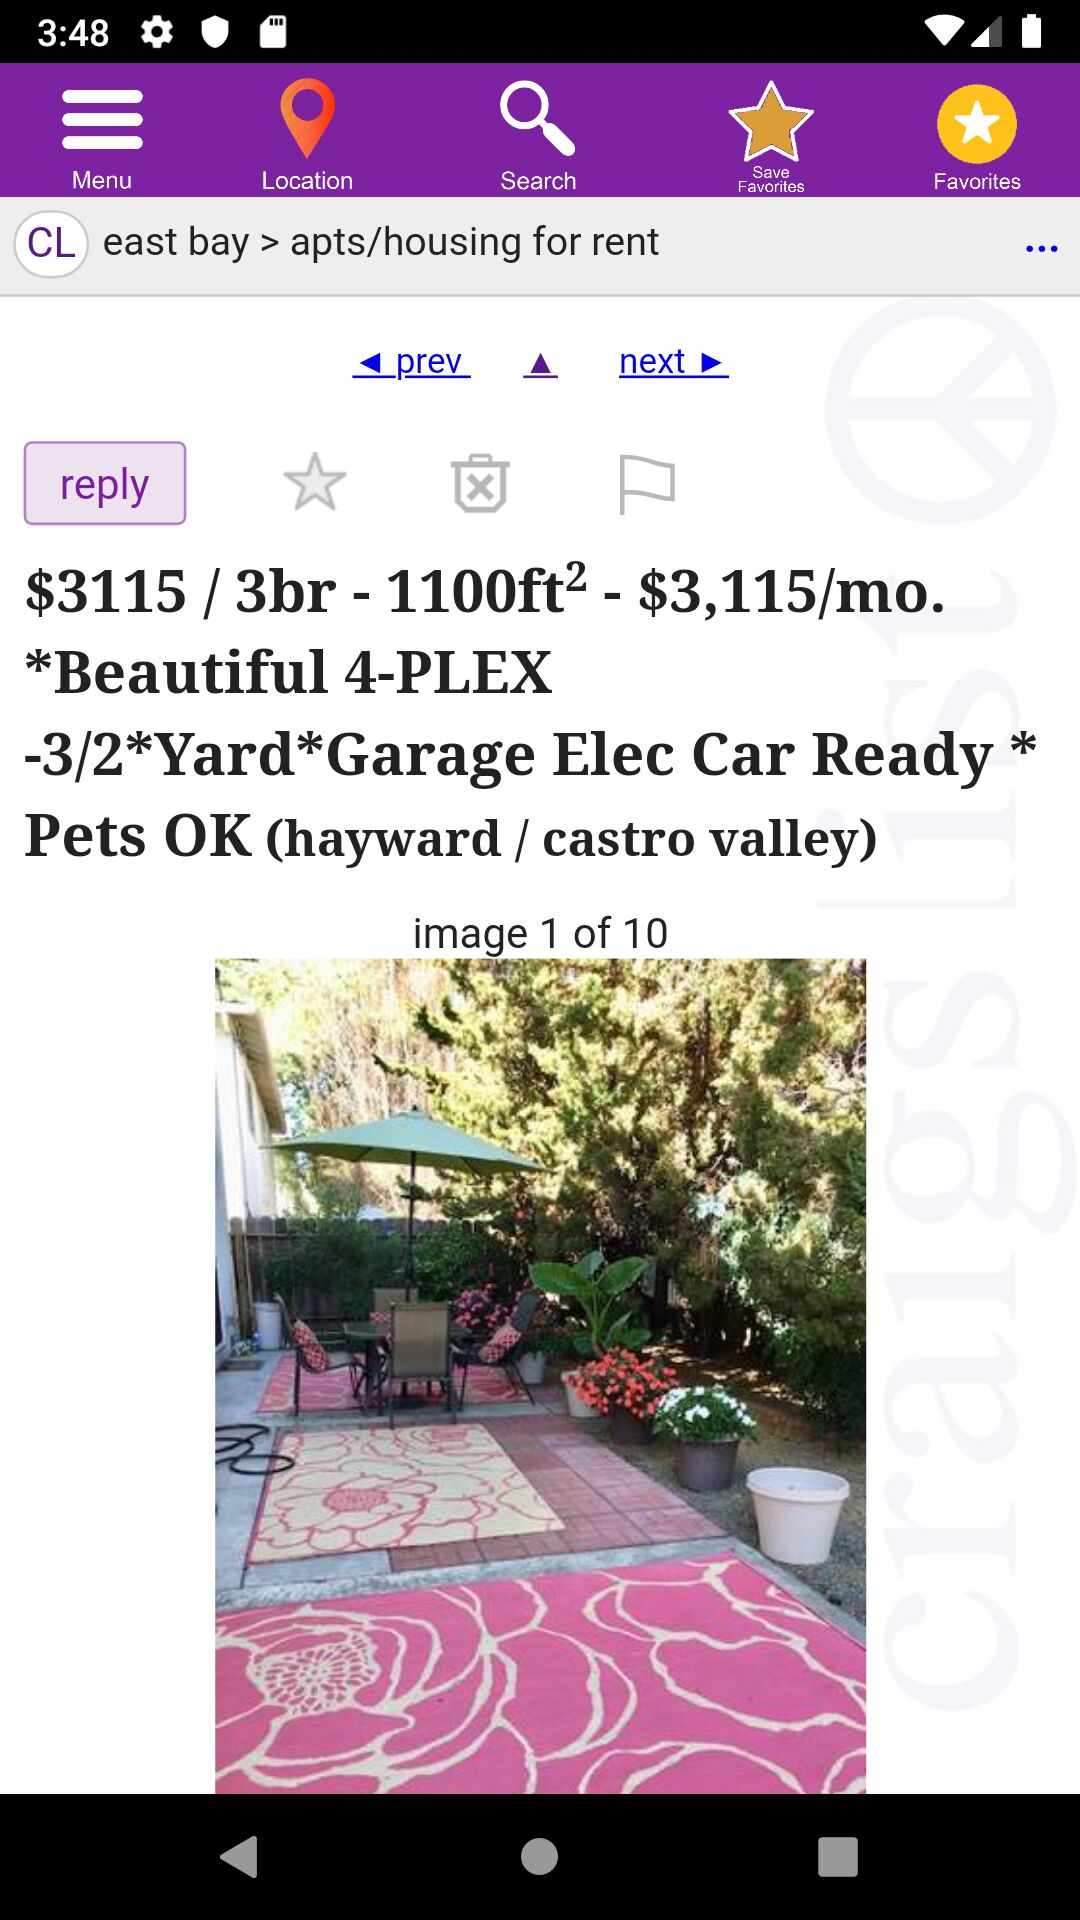 3:48
Menu
Location
Search
Save
Favorites
Favorites
CL east bay > apts/housing for rent ...
◄ prev ▲ next ►
reply
$3115 / 3br - 1100ft² - $3,115/mo.
*Beautiful 4-PLEX
-3/2*Yard*Garage Elec Car Ready *
Pets OK (hayward / castro valley)
image 1 of 10
craigslist